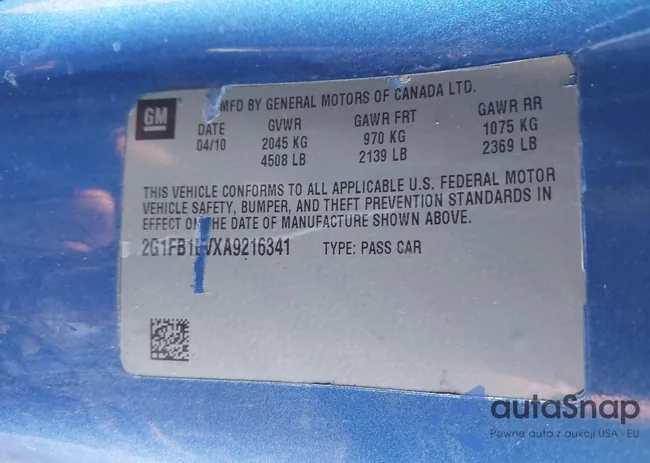 GM
MFD BY GENERAL MOTORS OF CANADA LTD.
DATE GVWR GAWR FRT GAWR RR
04/10 2045 KG 970 KG 1075 KG
4508 LB 2139 LB 2369 LB
THIS VEHICLE CONFORMS TO ALL APPLICABLE U.S. FEDERAL MOTOR
VEHICLE SAFETY, BUMPER, AND THEFT PREVENTION STANDARDS IN
EFFECT ON THE DATE OF MANUFACTURE SHOWN ABOVE.
TYPE: PASS CAR
autaSnap
Pewne auta z aukcji USA i EU